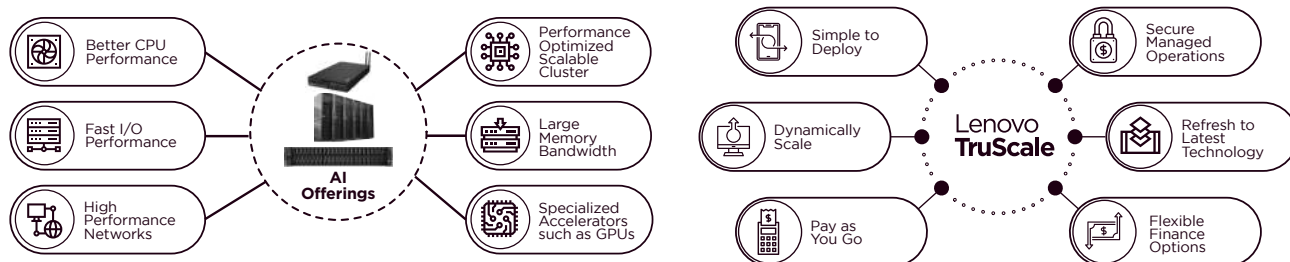 Better CPU
Performance
Fast I/O
Performance
High
Performance
Networks
AI
Offerings
Performance
Optimized
Scalable
Cluster
Large
Memory
Bandwidth
Specialized
Accelerators
such as GPUs
Simple to
Deploy
Dynamically
Scale
$
Pay as
You Go
Lenovo
TruScale
$
Secure
Managed
Operations
Refresh to
Latest
Technology
$
Flexible
Finance
Options